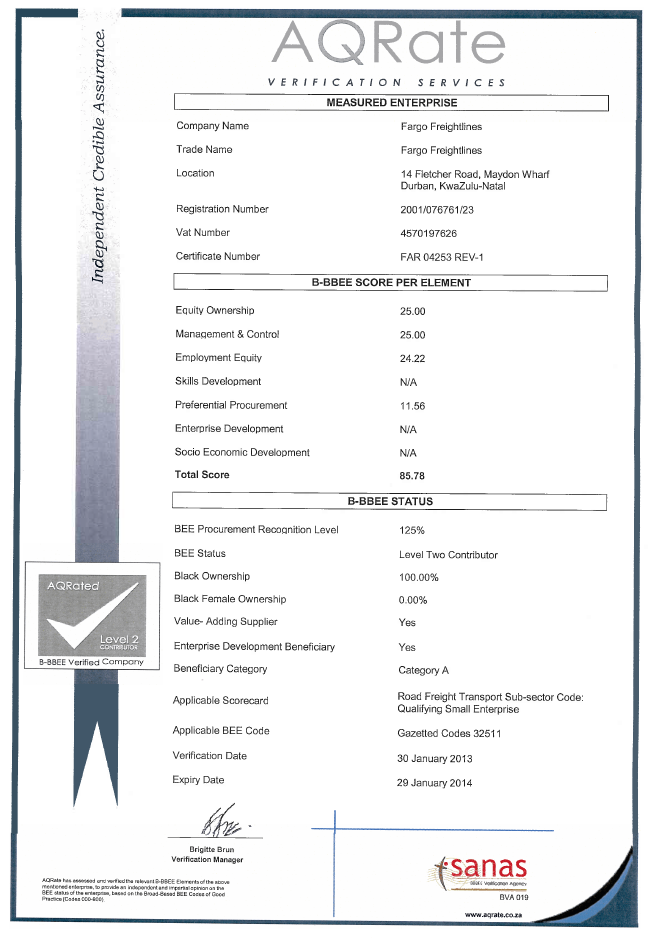 AQRate
VERIFICATION SERVICES
Independent Credible Assurance.
MEASURED ENTERPRISE
Company Name Fargo Freightlines
Trade Name Fargo Freightlines
Location 14 Fletcher Road, Maydon Wharf
Durban, KwaZulu-Natal
Registration Number 2001/076761/23
Vat Number 4570197626
Certificate Number FAR 04253 REV-1
B-BBEE SCORE PER ELEMENT
Equity Ownership 25.00
Management & Control 25.00
Employment Equity 24.22
Skills Development N/A
Preferential Procurement 11.56
Enterprise Development N/A
Socio Economic Development N/A
Total Score 85.78
B-BBEE STATUS
BEE Procurement Recognition Level 125%
BEE Status Level Two Contributor
Black Ownership 100.00%
Black Female Ownership 0.00%
Value- Adding Supplier Yes
Enterprise Development Beneficiary Yes
Beneficiary Category Category A
Applicable Scorecard Road Freight Transport Sub-sector Code:
Qualifying Small Enterprise
Applicable BEE Code Gazetted Codes 32511
Verification Date 30 January 2013
Expiry Date 29 January 2014
AQRated
Level 2
CONTRIBUTOR
B-BBEE Verified Company
Brigitte Brun
Verification Manager
AQRate has assessed and verified the relevant B-BBEE Elements of the above
mentioned enterprise, to provide an independent and impartial opinion on the
BEE status of the enterprise, based on the Broad-Based BEE Codes of Good
Practice (Codes 000-800).
sanas
BBBEE Verification Agency
BVA 019
www.aqrate.co.za